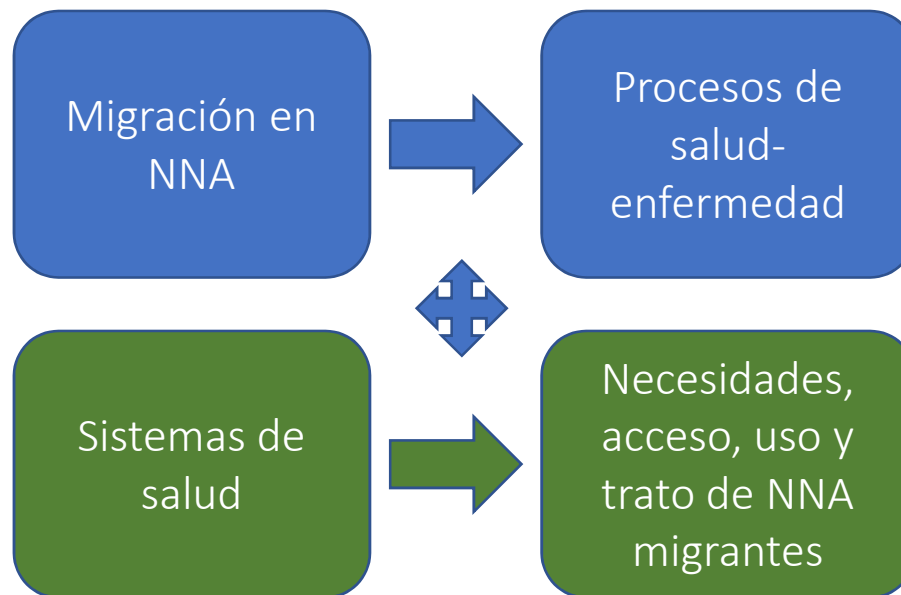 Migración en
NNA
Procesos de
salud-
enfermedad
Sistemas de
salud
Necesidades,
acceso, uso y
trato de NNA
migrantes